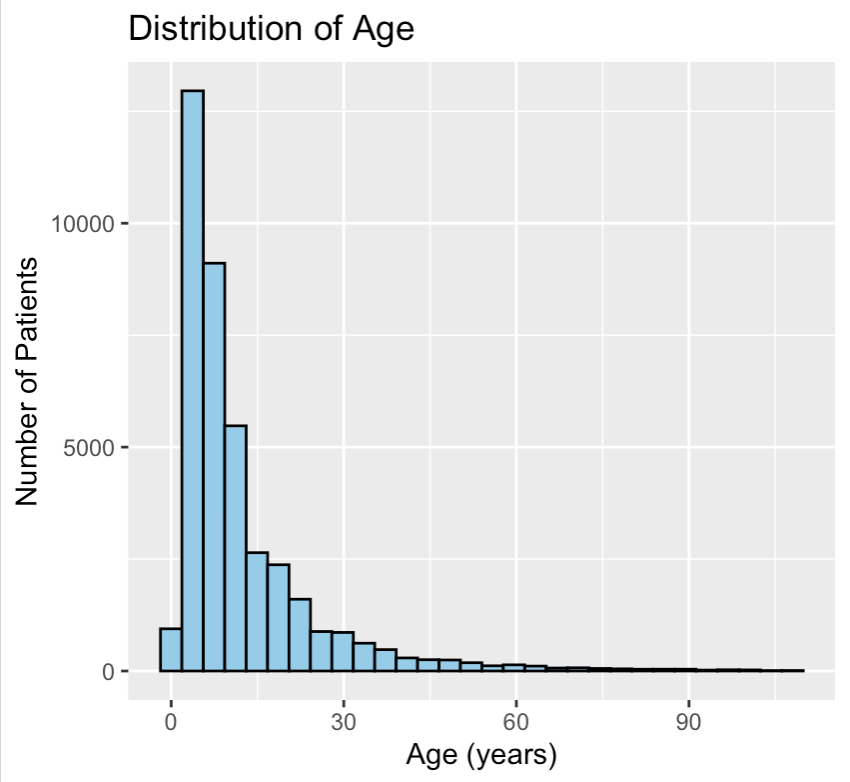 Distribution of Age
Number of Patients
10000
5000
0
0 30 60 90
Age (years)